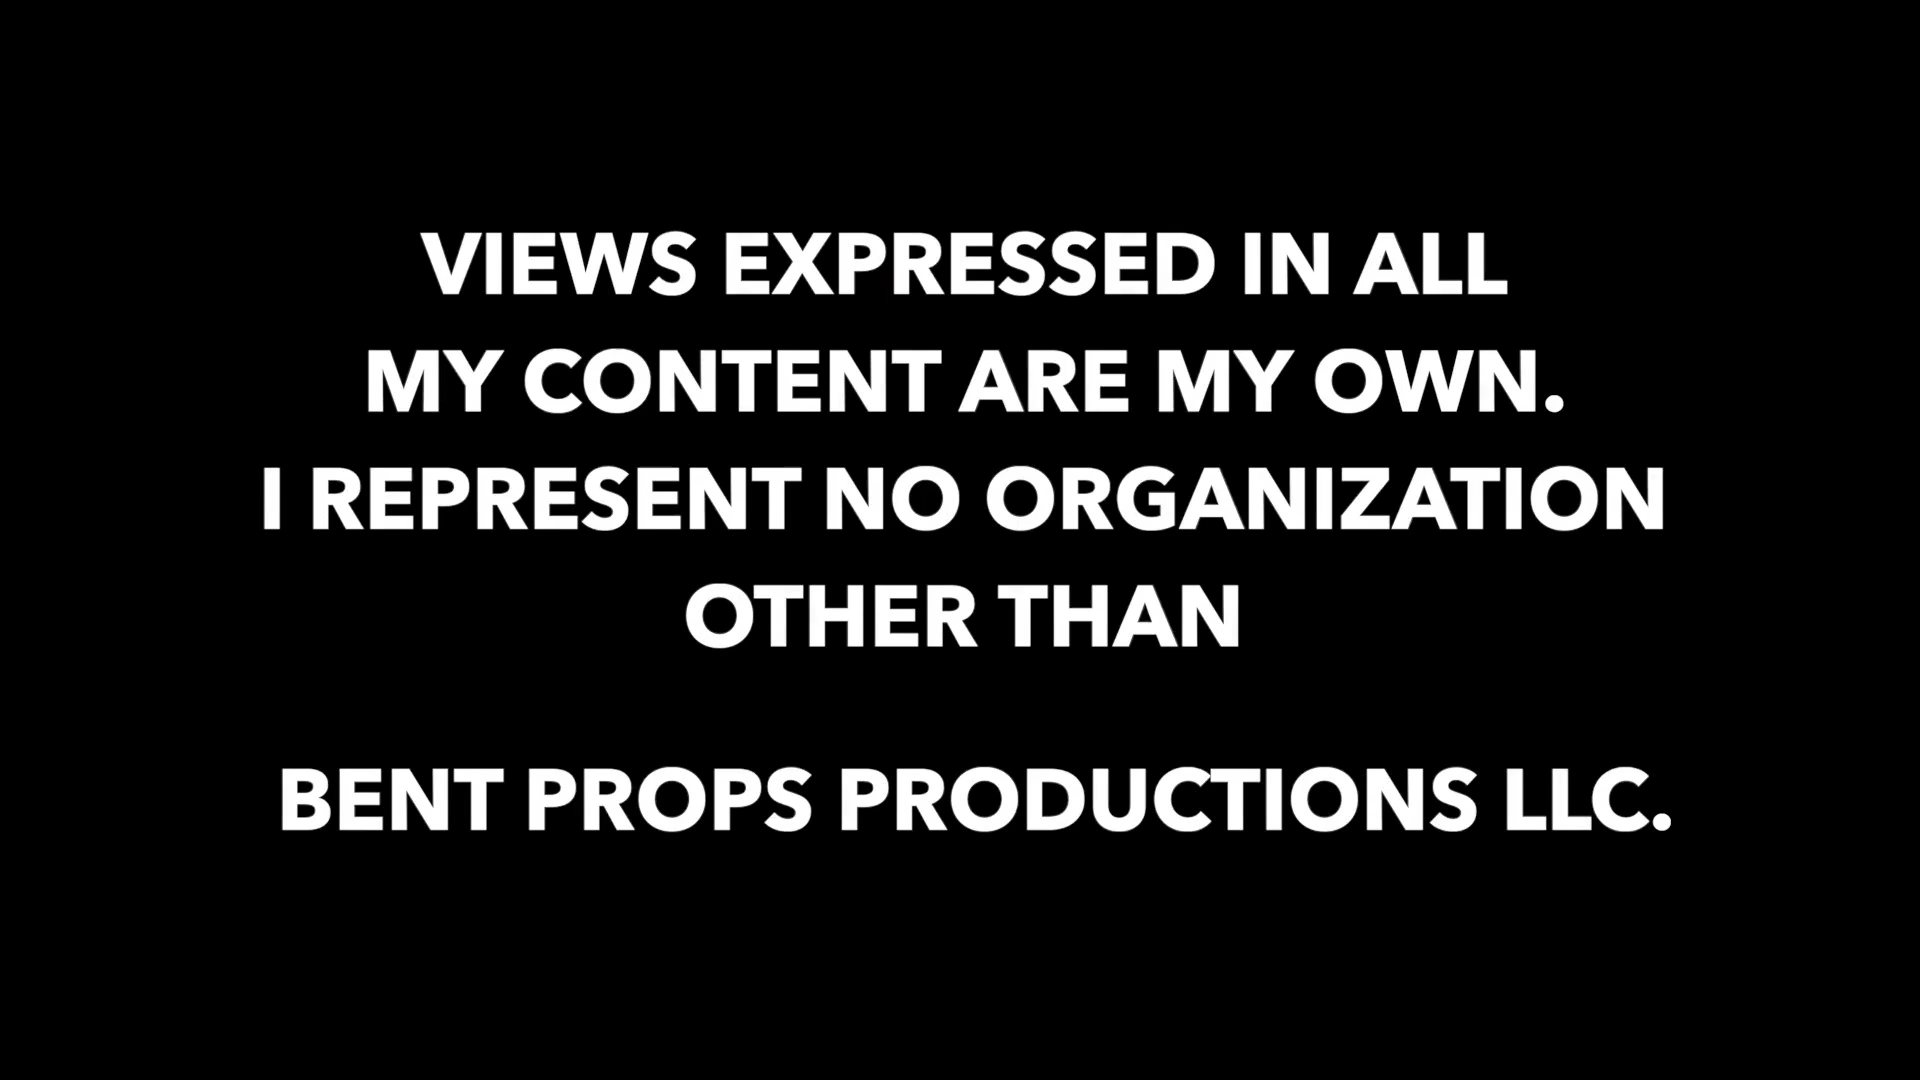 VIEWS EXPRESSED IN ALL
MY CONTENT ARE MY OWN.
I REPRESENT NO ORGANIZATION
OTHER THAN
BENT PROPS PRODUCTIONS LLC.